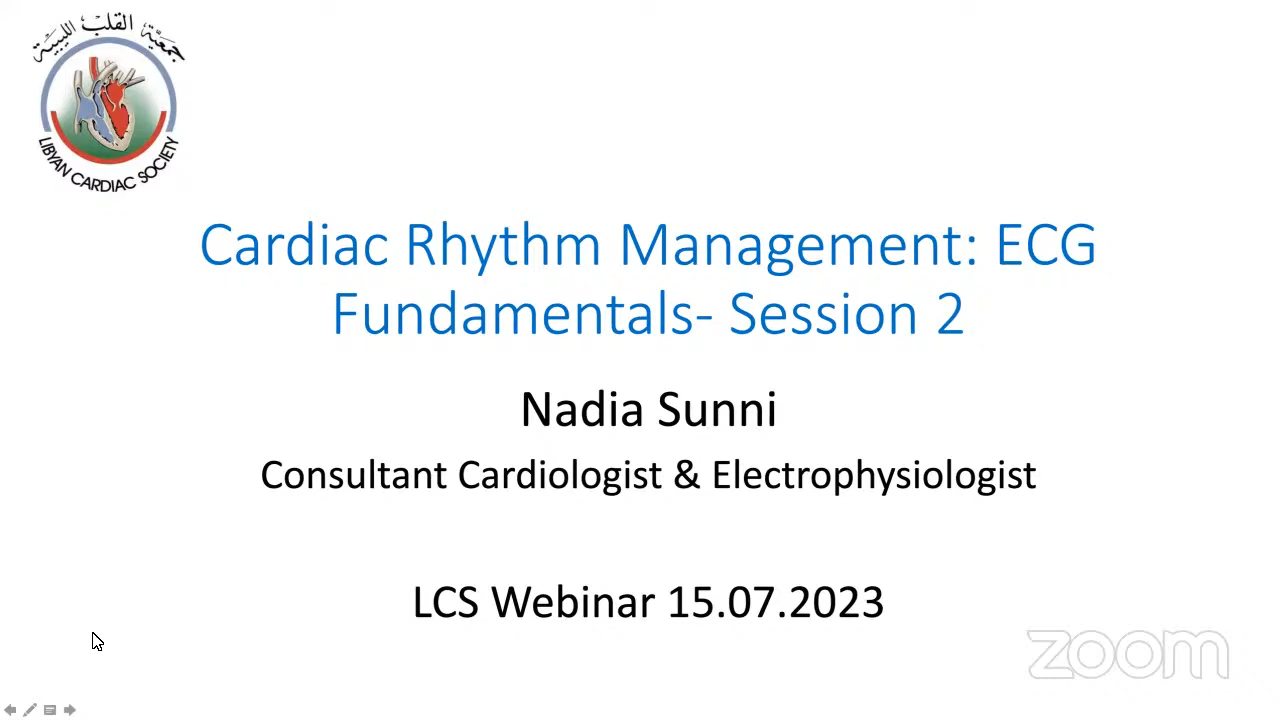 جمعية القلب الليبية
LIBYAN CARDIAC SOCIETY
Cardiac Rhythm Management: ECG
Fundamentals- Session 2
Nadia Sunni
Consultant Cardiologist & Electrophysiologist
LCS Webinar 15.07.2023
zoom